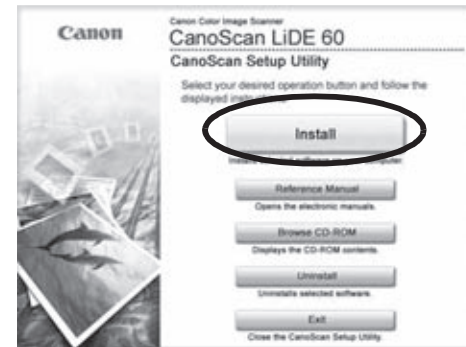 Canon
Canon Color Image Scanner
CanoScan LiDE 60
CanoScan Setup Utility
Select your desired operation button and follow the
displayed
Install
Reference Manual
Opens the electronic manuals.
Browse CD-ROM
Displays the CD-ROM contents.
Uninstall
Uninstalls selected software.
Exit
Close the CanoScan Setup Utility.